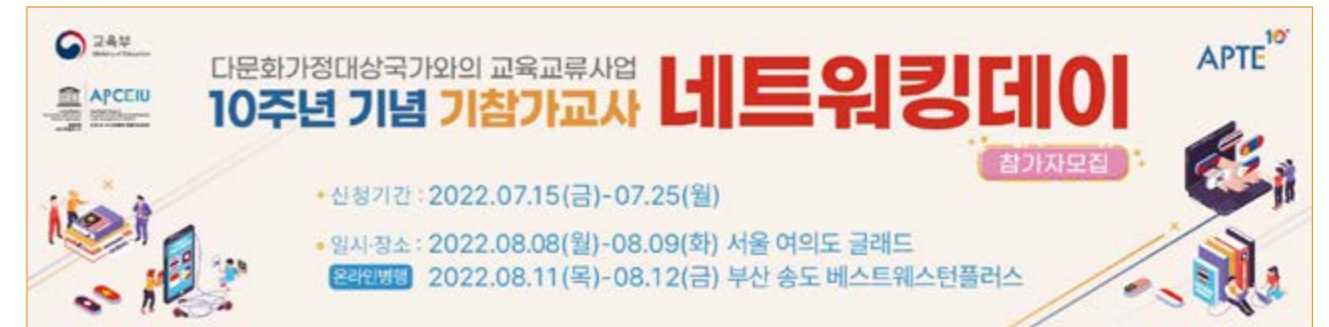 교육부
Ministry of Education
APCEIU
다문화가정대상국가와의 교육교류사업
10주년 기념 기참가교사 네트워킹데이
APTE 10
참가자모집
신청기간 : 2022.07.15(금)-07.25(월)
일시·장소 : 2022.08.08(월)-08.09(화) 서울 여의도 글래드
온라인병행 2022.08.11(목)-08.12(금) 부산 송도 베스트웨스턴플러스